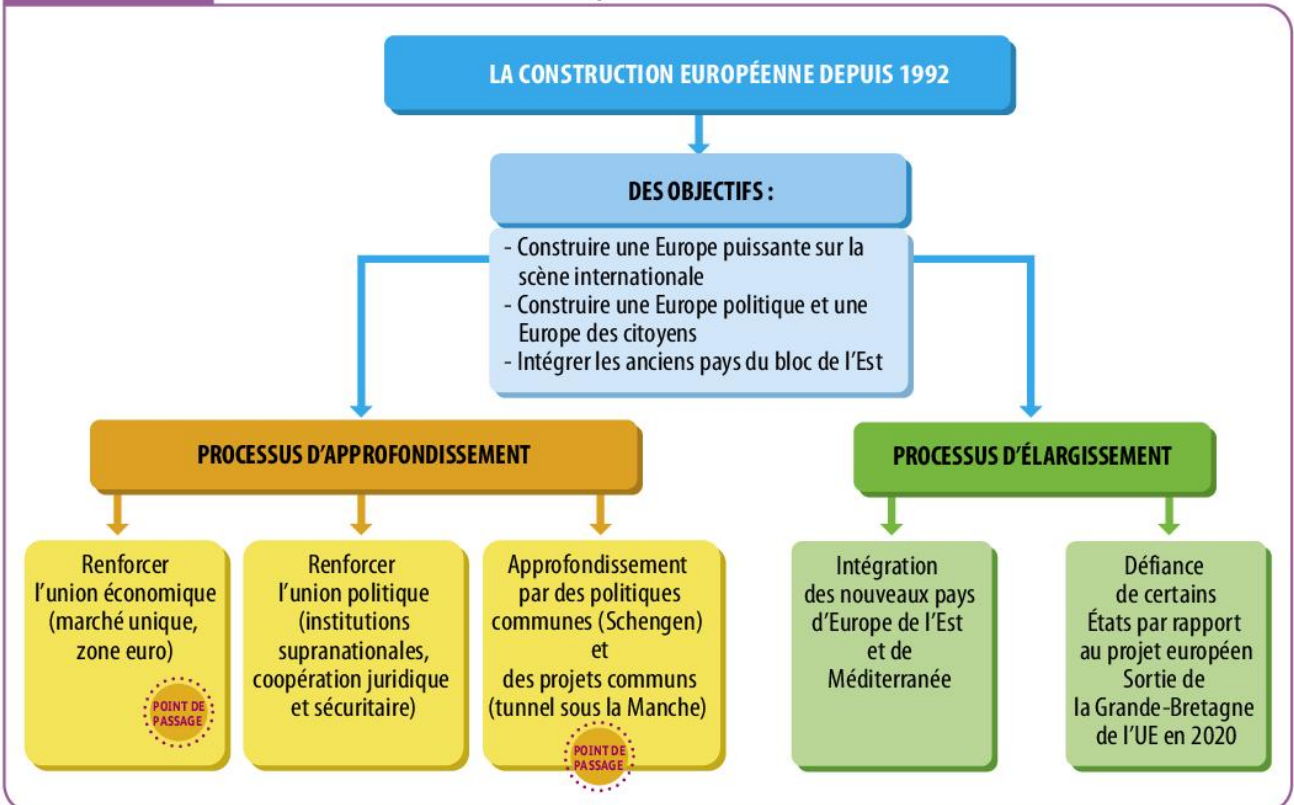 LA CONSTRUCTION EUROPÉENNE DEPUIS 1992
DES OBJECTIFS :
- Construire une Europe puissante sur la
scène internationale
- Construire une Europe politique et une
Europe des citoyens
- Intégrer les anciens pays du bloc de l’Est
PROCESSUS D’APPROFONDISSEMENT
Renforcer
l’union économique
(marché unique,
zone euro)
POINT DE
PASSAGE
Renforcer
l’union politique
(institutions
supranationales,
coopération juridique
et sécuritaire)
Approfondissement
par des politiques
communes (Schengen)
et
des projets communs
(tunnel sous la Manche)
POINT DE
PASSAGE
PROCESSUS D’ÉLARGISSEMENT
Intégration
des nouveaux pays
d’Europe de l’Est
et de
Méditerranée
Défiance
de certains
États par rapport
au projet européen
Sortie de
la Grande-Bretagne
de l’UE en 2020